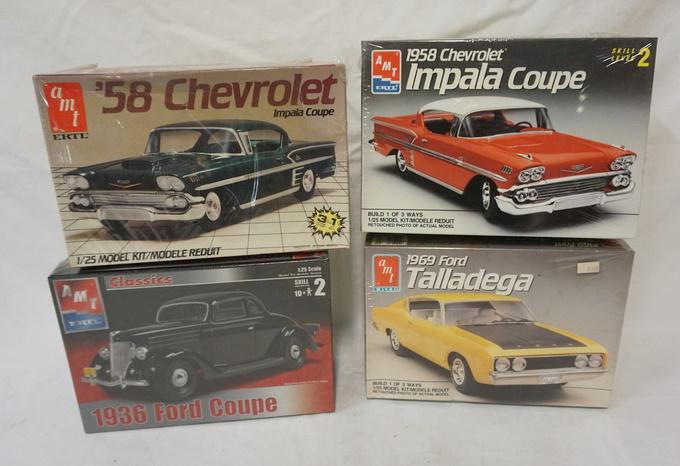 amt
ERTL
'58 Chevrolet
Impala Coupe
3 in 1
1/25 MODEL KIT/MODELE REDUIT
AMT
ERTL
1958 Chevrolet
Impala Coupe
SKILL
LEVEL 2
BUILD 1 OF 3 WAYS
1/25 MODEL KIT/MODELE REDUIT
RETOUCHED PHOTO OF ACTUAL MODEL
AMT
ERTL
Classics
1:25 Scale
SKILL
10+ 2
1936 Ford Coupe
amt
ERTL
1969 Ford
Talladega
BUILD 1 OF 3 WAYS
1/25 MODEL KIT/MODELE REDUIT
RETOUCHED PHOTO OF ACTUAL MODEL